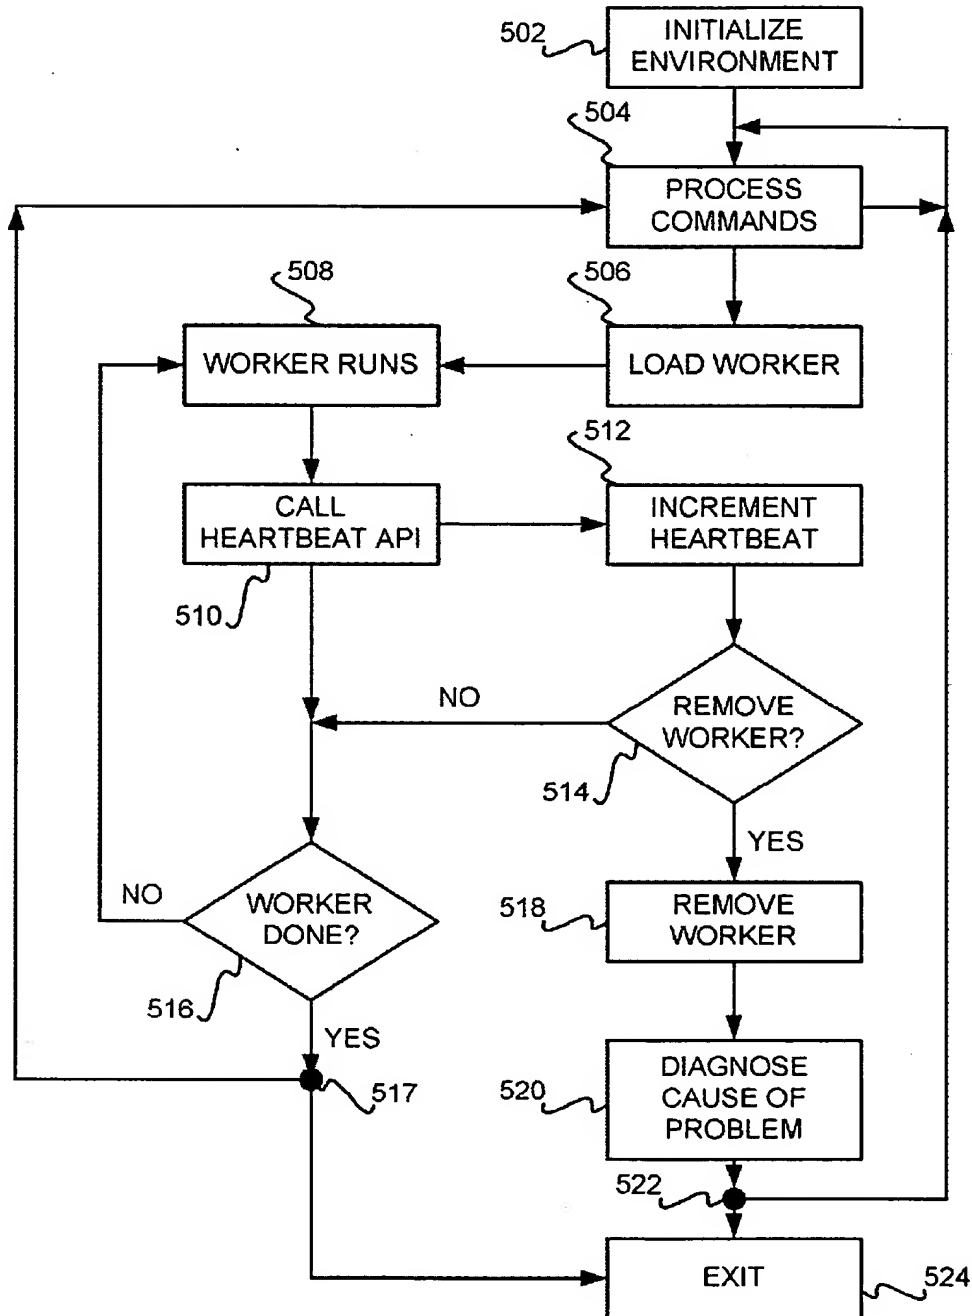 502
INITIALIZE
ENVIRONMENT
504
PROCESS
COMMANDS
508
506
WORKER RUNS
LOAD WORKER
512
CALL
HEARTBEAT API
INCREMENT
HEARTBEAT
510
NO
REMOVE
WORKER?
514
YES
NO
WORKER
DONE?
518
REMOVE
WORKER
516
YES
517
520
DIAGNOSE
CAUSE OF
PROBLEM
522
EXIT
524